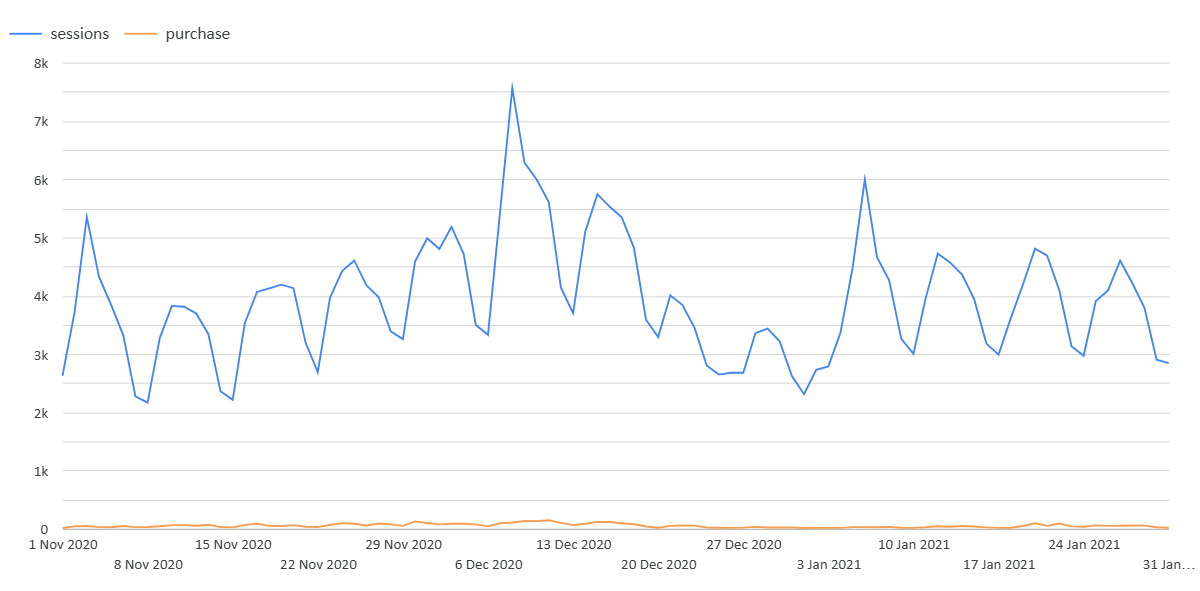 sessions purchase
8k
7k
6k
5k
4k
3k
2k
1k
0
1 Nov 2020 15 Nov 2020 29 Nov 2020 13 Dec 2020 27 Dec 2020 10 Jan 2021 24 Jan 2021
8 Nov 2020 22 Nov 2020 6 Dec 2020 20 Dec 2020 3 Jan 2021 17 Jan 2021 31 Jan…